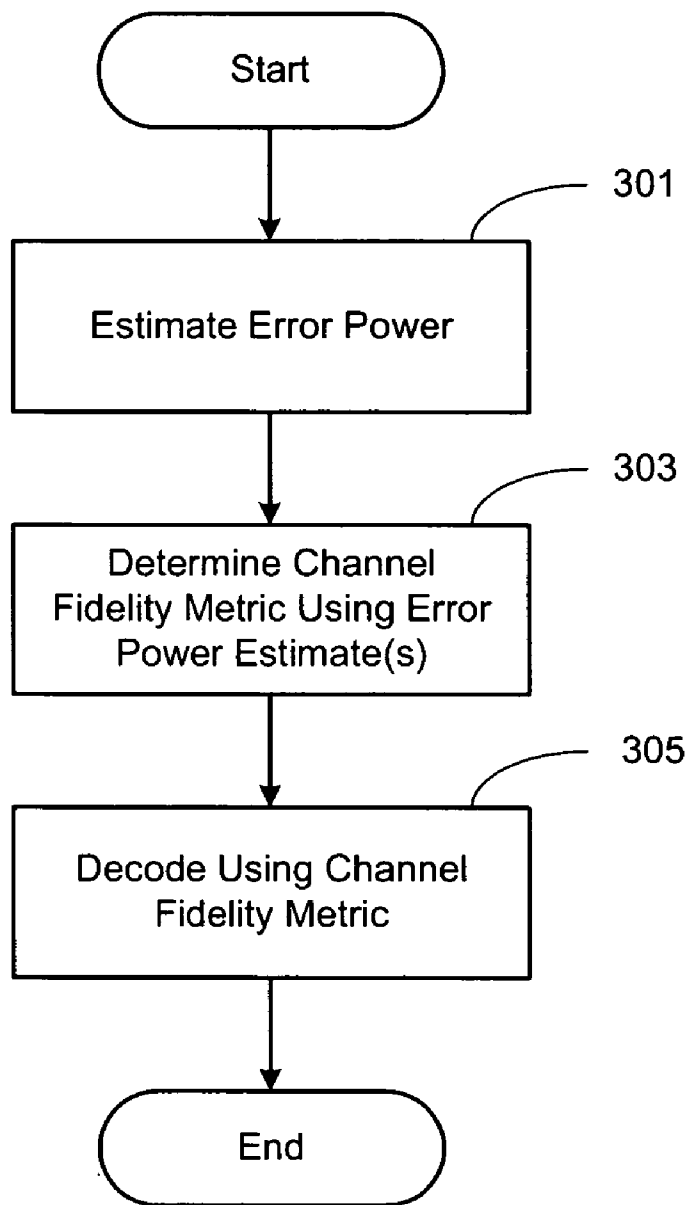 Start
301
Estimate Error Power
303
Determine Channel
Fidelity Metric Using Error
Power Estimate(s)
305
Decode Using Channel
Fidelity Metric
End